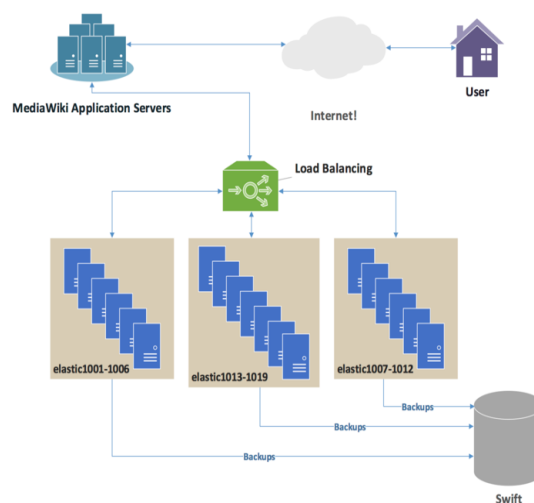 MediaWiki Application Servers
User
Internet!
Load Balancing
elastic1001-1006
elastic1013-1019
elastic1007-1012
Backups
Backups
Backups
Swift